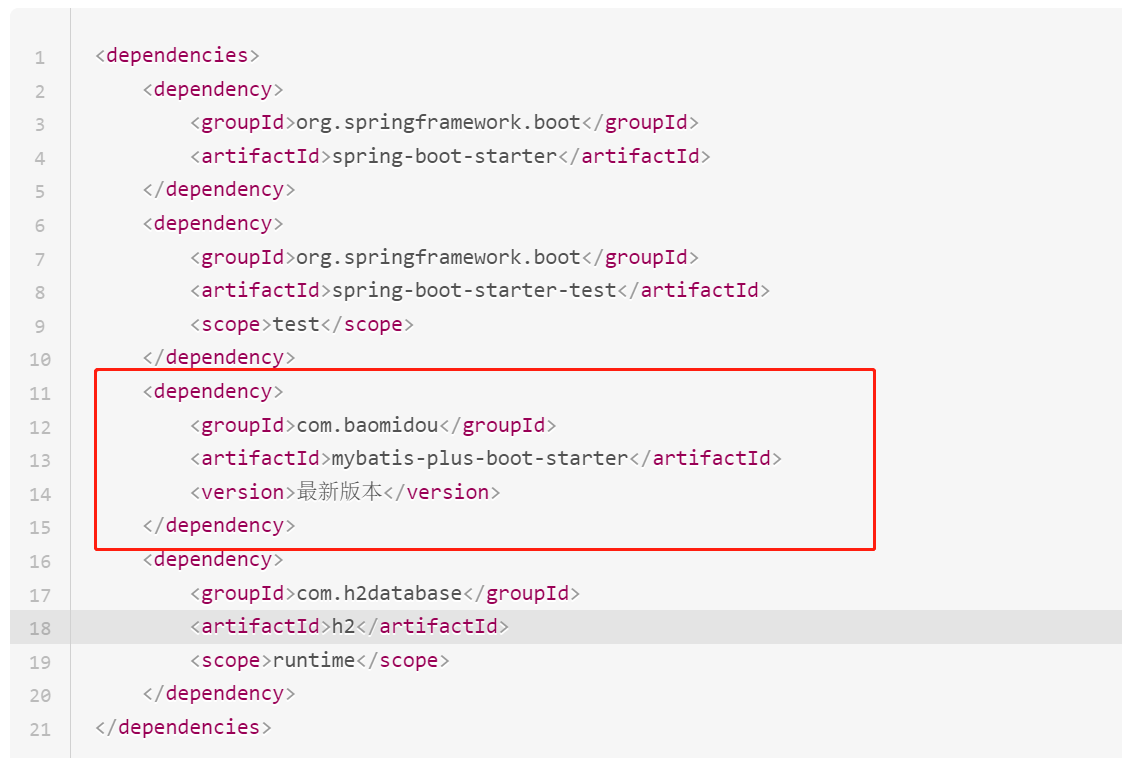 1 <dependencies>
2 <dependency>
3 <groupId>org.springframework.boot</groupId>
4 <artifactId>spring-boot-starter</artifactId>
5 </dependency>
6 <dependency>
7 <groupId>org.springframework.boot</groupId>
8 <artifactId>spring-boot-starter-test</artifactId>
9 <scope>test</scope>
10 </dependency>
11 <dependency>
12 <groupId>com.baomidou</groupId>
13 <artifactId>mybatis-plus-boot-starter</artifactId>
14 <version>最新版本</version>
15 </dependency>
16 <dependency>
17 <groupId>com.h2database</groupId>
18 <artifactId>h2</artifactId>
19 <scope>runtime</scope>
20 </dependency>
21 </dependencies>